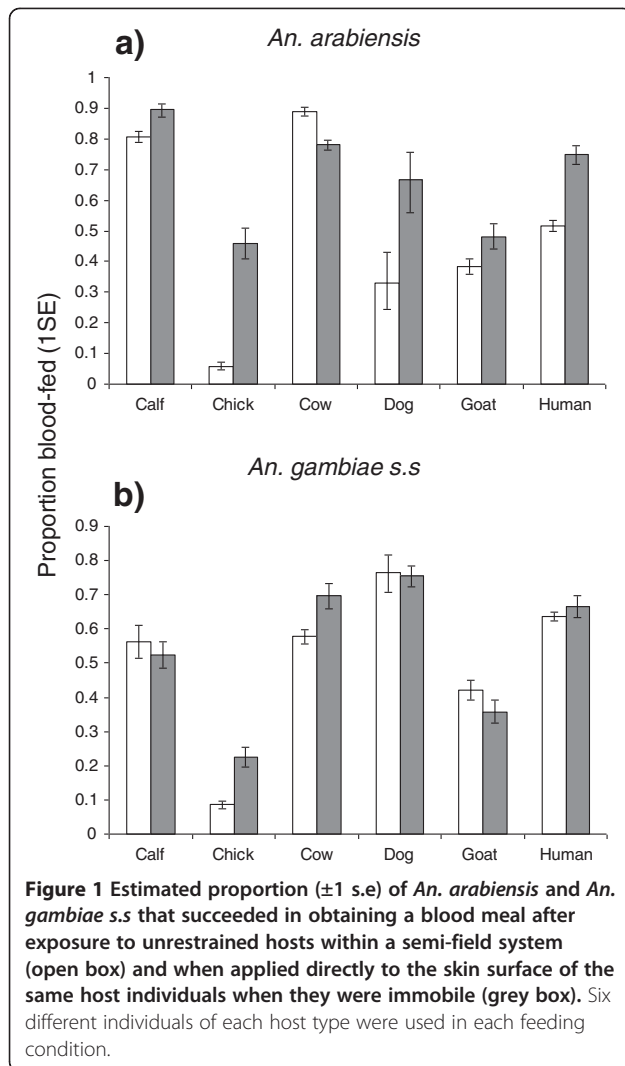 a)
An. arabiensis
Proportion blood-fed (1SE)
1
0.9
0.8
0.7
0.6
0.5
0.4
0.3
0.2
0.1
0
Calf Chick Cow Dog Goat Human
An. gambiae s.s
b)
0.9
0.8
0.7
0.6
0.5
0.4
0.3
0.2
0.1
0
Calf Chick Cow Dog Goat Human
Figure 1 Estimated proportion (±1 s.e) of An. arabiensis and An.
gambiae s.s that succeeded in obtaining a blood meal after
exposure to unrestrained hosts within a semi-field system
(open box) and when applied directly to the skin surface of the
same host individuals when they were immobile (grey box). Six
different individuals of each host type were used in each feeding
condition.